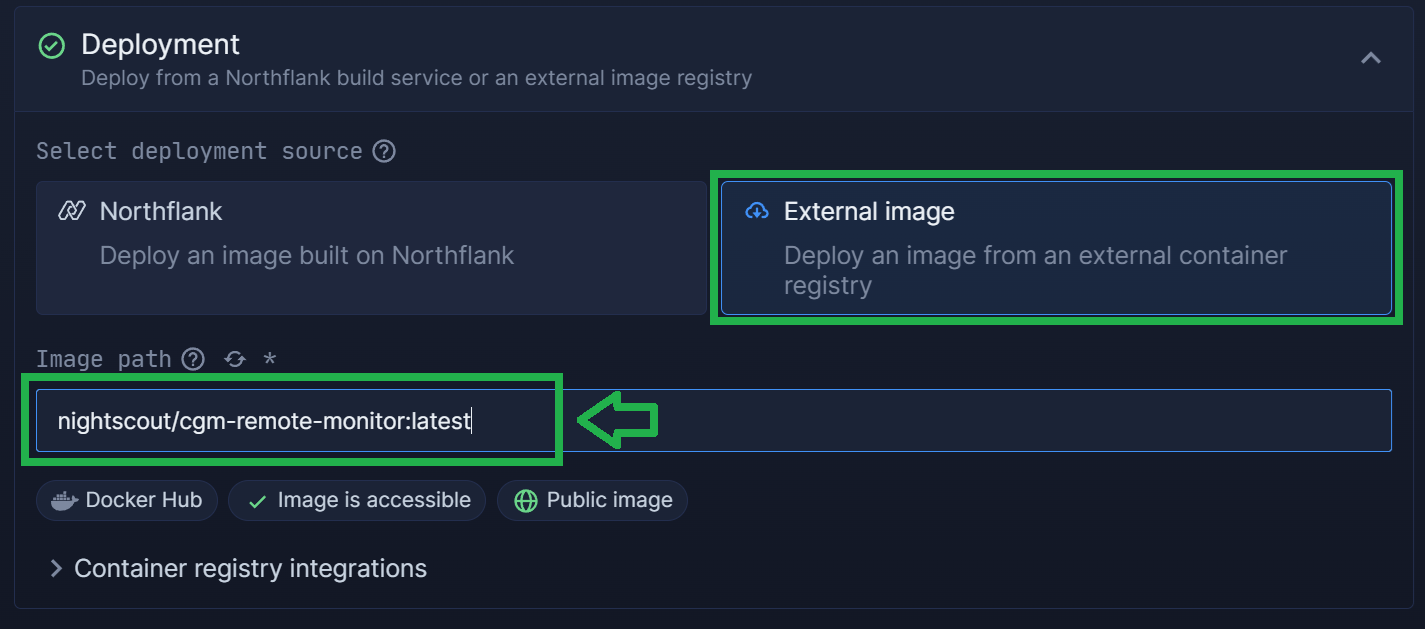 Deployment
Deploy from a Northflank build service or an external image registry
Select deployment source
Northflank
Deploy an image built on Northflank
External image
Deploy an image from an external container
registry
Image path *
nightscout/cgm-remote-monitor:latest
Docker Hub
Image is accessible
Public image
Container registry integrations